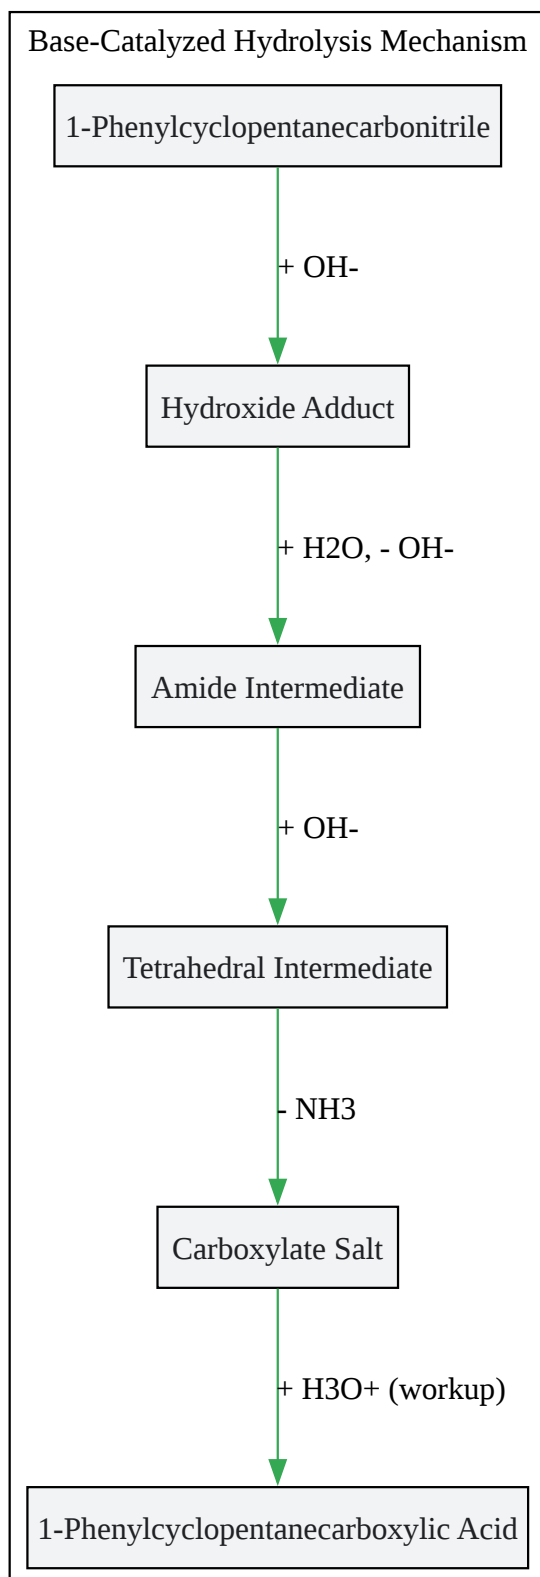 Base-Catalyzed Hydrolysis Mechanism
1-Phenylcyclopentanecarbonitrile
+ OH-
Hydroxide Adduct
+ H2O, - OH-
Amide Intermediate
+ OH-
Tetrahedral Intermediate
- NH3
Carboxylate Salt
+ H3O+ (workup)
1-Phenylcyclopentanecarboxylic Acid